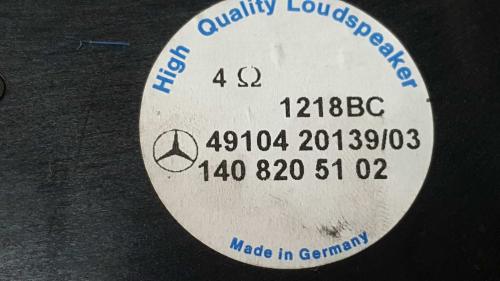 High Quality Loudspeaker
4 Ω
1218BC
49104 20139/03
140 820 51 02
Made in Germany